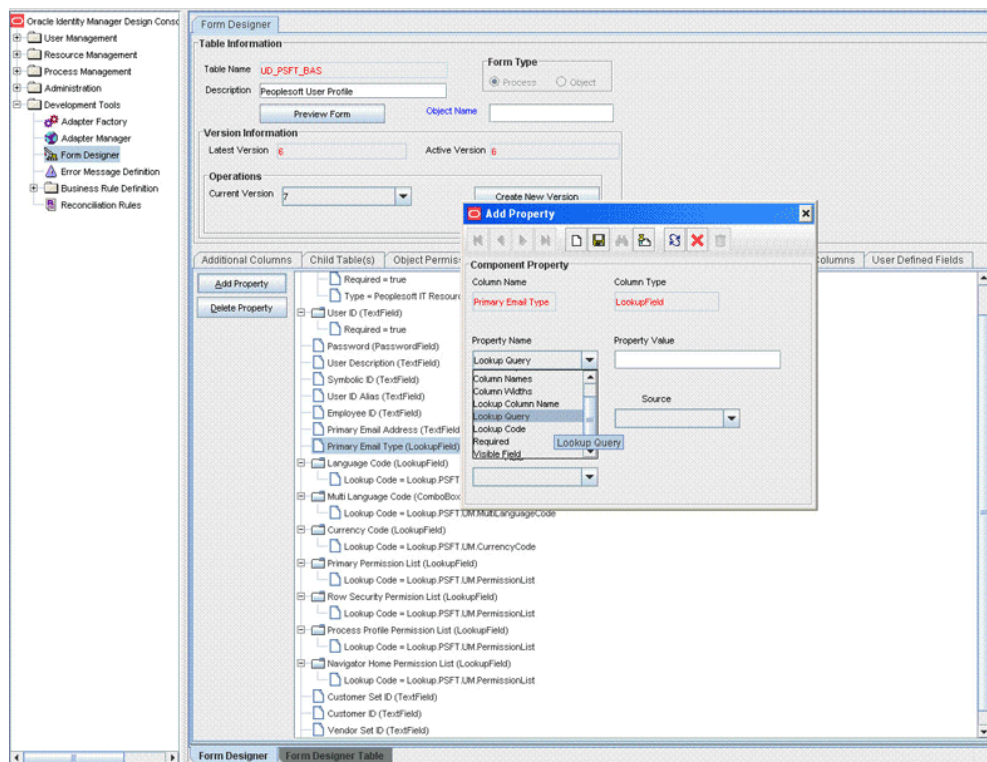 Oracle Identity Manager Design Consc
User Management
Resource Management
Process Management
Administration
Development Tools
Adapter Factory
Adapter Manager
Form Designer
Error Message Definition
Business Rule Definition
Reconciliation Rules
Form Designer
Table Information
Table Name UD_PSFT_BAS
Description Peoplesoft User Profile
Preview Form
Form Type
Process Object
Object Name
Version Information
Latest Version 6 Active Version 6
Operations
Current Version 7 Create New Version
Additional Columns Child Table(s) Object Permis olumns User Defined Fields
Add Property
Delete Property
Required = true
Type = Peoplesoft IT Resourc
User ID (TextField)
Required = true
Password (PasswordField)
User Description (TextField)
Symbolic ID (TextField)
User ID Alias (TextField)
Employee ID (TextField)
Primary Email Address (TextField
Primary Email Type (LookupField)
Language Code (LookupField)
Lookup Code = Lookup.PSFT
Multi Language Code (ComboBox
Lookup Code = Lookup.PSFT.UM.MultiLanguageCode
Currency Code (LookupField)
Lookup Code = Lookup.PSFT.UM.CurrencyCode
Primary Permission List (LookupField)
Lookup Code = Lookup.PSFT.UM.PermissionList
Row Security Permision List (LookupField)
Lookup Code = Lookup.PSFT.UM.PermissionList
Process Profile Permission List (LookupField)
Lookup Code = Lookup.PSFT.UM.PermissionList
Navigator Home Permission List (LookupField)
Lookup Code = Lookup.PSFT.UM.PermissionList
Customer Set ID (TextField)
Customer ID (TextField)
Vendor Set ID (TextField)
Add Property
Component Property
Column Name Column Type
Primary Email Type LookupField
Property Name Property Value
Lookup Query
Column Names
Column Widths
Lookup Column Name
Lookup Query
Lookup Code
Required
Visible Field
Source
Lookup Query
Form Designer Form Designer Table